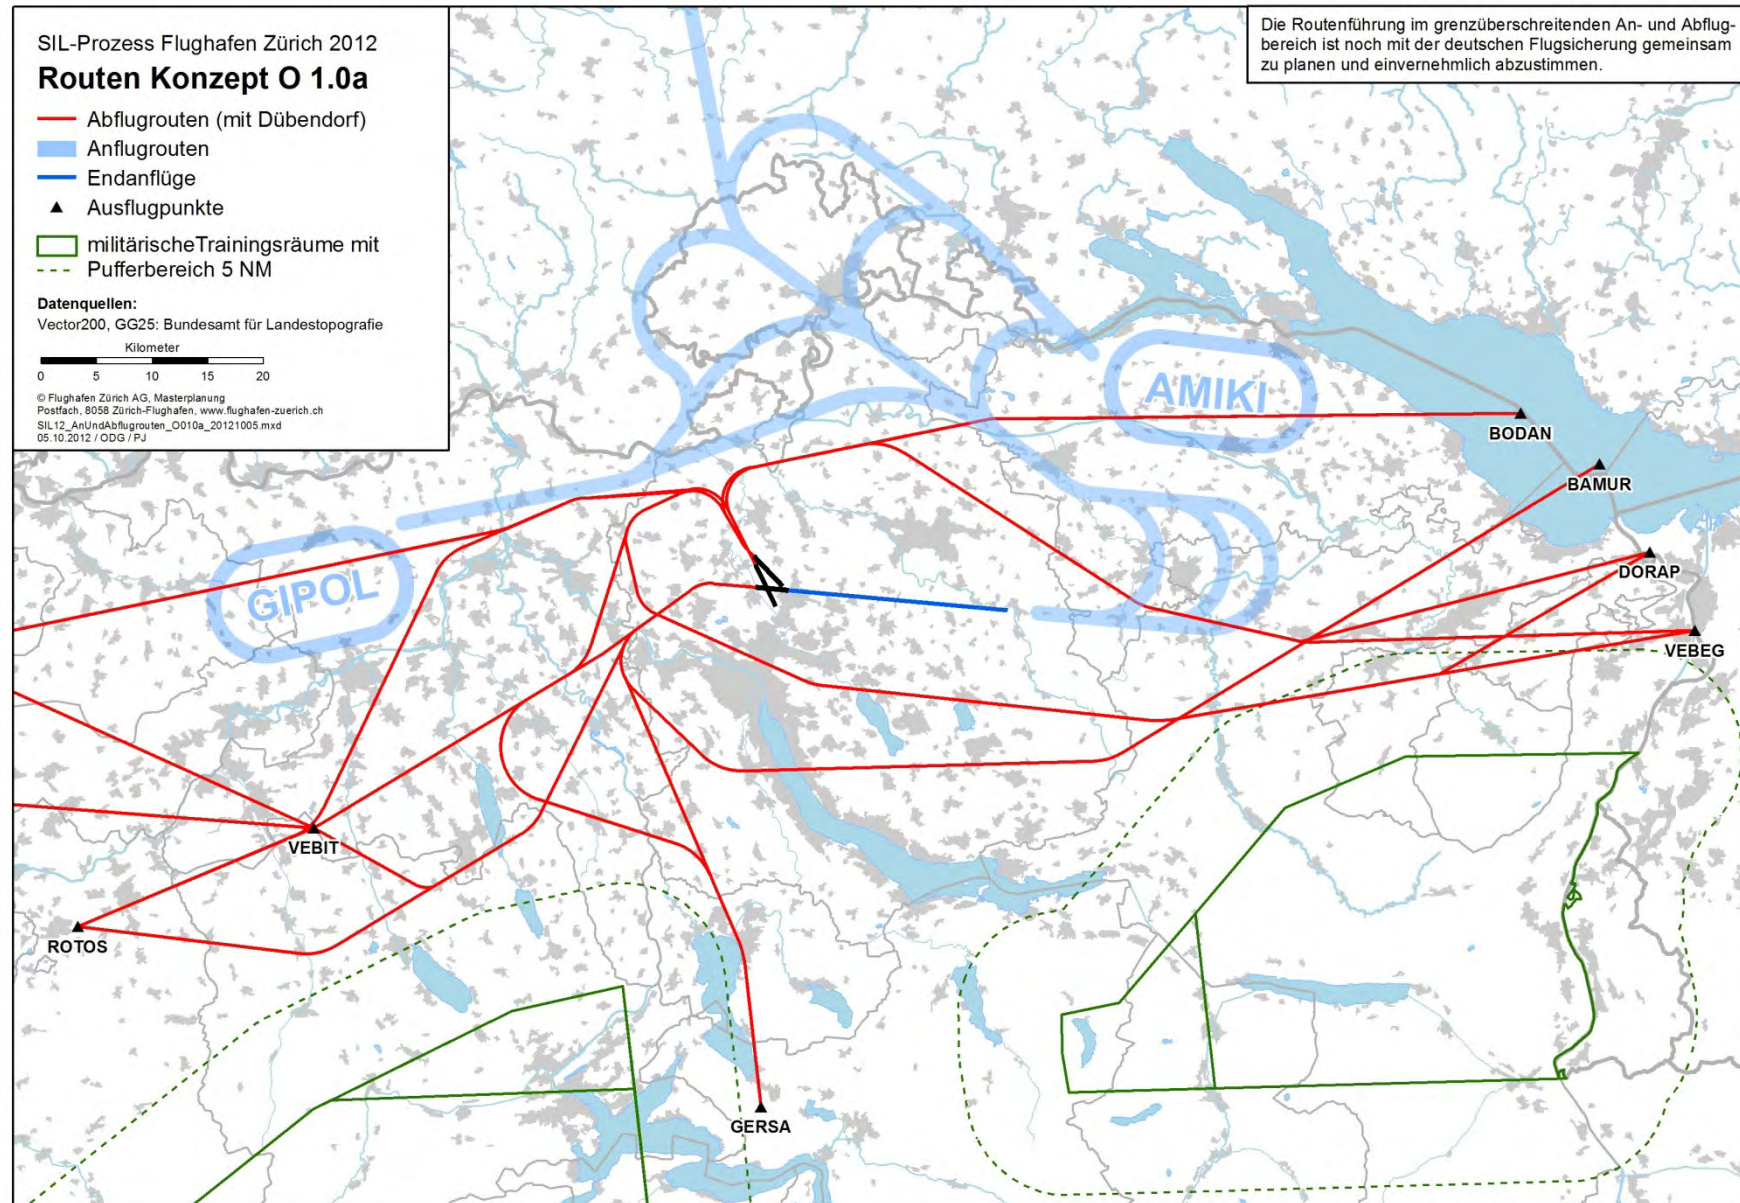 SIL-Prozess Flughafen Zürich 2012
Routen Konzept O 1.0a
Abflugrouten (mit Dübendorf)
Anflugrouten
Endanflüge
Ausflugpunkte
militärischeTrainingsräume mit
Pufferbereich 5 NM
Datenquellen:
Vector200, GG25: Bundesamt für Landestopografie
Kilometer
0 5 10 15 20
© Flughafen Zürich AG, Masterplanung
Postfach, 8058 Zürich-Flughafen, www.flughafen-zuerich.ch
SIL12_AnUndAbflugrouten_O010a_20121005.mxd
05.10.2012 / ODG / PJ
Die Routenführung im grenzüberschreitenden An- und Abflug-
bereich ist noch mit der deutschen Flugsicherung gemeinsam
zu planen und einvernehmlich abzustimmen.
AMIKI
BODAN
BAMUR
DORAP
GIPOL
VEBEG
VEBIT
ROTOS
GERSA